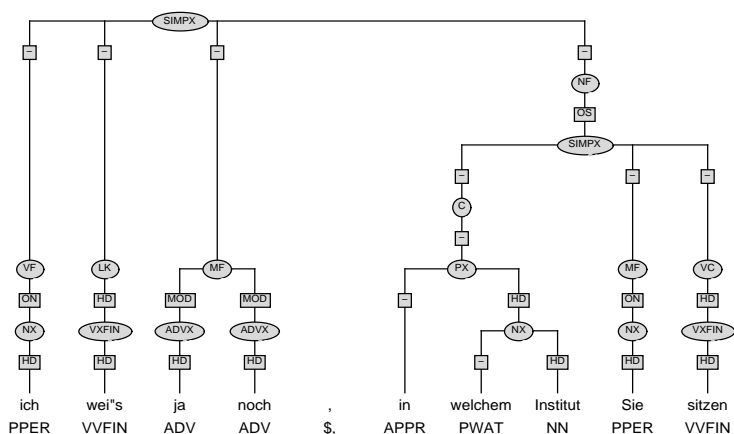 SIMPX
– – – –
NF
OS
SIMPX
– – –
C
–
VF LK MF PX MF VC
ON HD MOD MOD – HD ON HD
NX VXFIN ADVX ADVX NX NX VXFIN
HD HD HD HD – HD HD HD
ich wei"s ja noch , in welchem Institut Sie sitzen
PPER VVFIN ADV ADV $, APPR PWAT NN PPER VVFIN